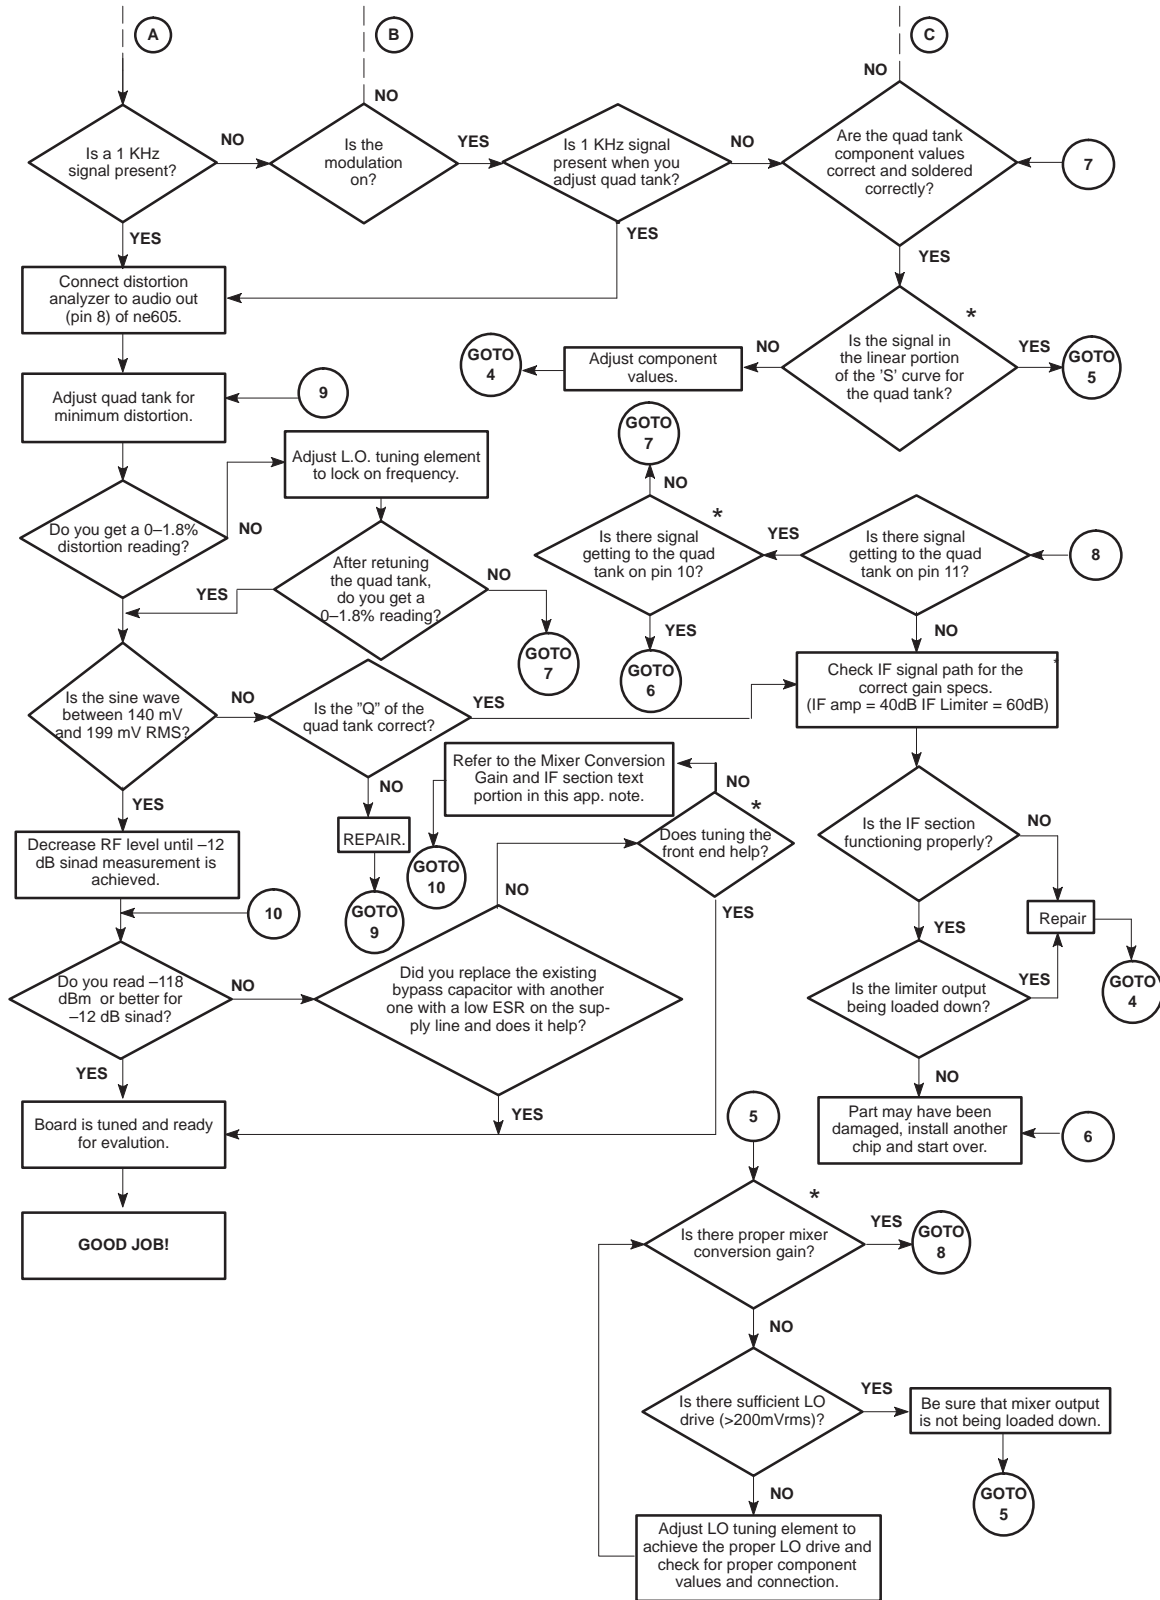 A
B
C
NO
NO
Is a 1 KHz
signal present?
NO
Is the
modulation
on?
YES
Is 1 KHz signal
present when you
adjust quad tank?
NO
Are the quad tank
component values
correct and soldered
correctly?
7
YES
YES
YES
Connect distortion
analyzer to audio out
(pin 8) of ne605.
*
Is the signal in
the linear portion
of the 'S' curve for
the quad tank?
YES
GOTO
5
NO
Adjust component
values.
GOTO
4
Adjust quad tank for
minimum distortion.
9
GOTO
7
NO
Adjust L.O. tuning element
to lock on frequency.
Do you get a 0–1.8%
distortion reading?
NO
*
Is there signal
getting to the quad
tank on pin 10?
YES
Is there signal
getting to the quad
tank on pin 11?
8
YES
After retuning
the quad tank,
do you get a
0–1.8% reading?
NO
GOTO
7
YES
GOTO
6
NO
Is the sine wave
between 140 mV
and 199 mV RMS?
NO
Is the "Q" of the
quad tank correct?
YES
Check IF signal path for the
correct gain specs.
(IF amp = 40dB IF Limiter = 60dB)
*
YES
NO
Refer to the Mixer Conversion
Gain and IF section text
portion in this app. note.
NO
*
Does tuning the
front end help?
Is the IF section
functioning properly?
NO
Decrease RF level until –12
dB sinad measurement is
achieved.
REPAIR.
GOTO
9
GOTO
10
NO
YES
10
YES
Repair
GOTO
4
Do you read –118
dBm or better for
–12 dB sinad?
NO
Did you replace the existing
bypass capacitor with another
one with a low ESR on the sup-
ply line and does it help?
Is the limiter output
being loaded down?
YES
YES
YES
NO
Board is tuned and ready
for evalution.
5
Part may have been
damaged, install another
chip and start over.
6
GOOD JOB!
*
Is there proper mixer
conversion gain?
YES
GOTO
8
NO
Is there sufficient LO
drive (>200mVrms)?
YES
Be sure that mixer output
is not being loaded down.
GOTO
5
NO
Adjust LO tuning element to
achieve the proper LO drive and
check for proper component
values and connection.